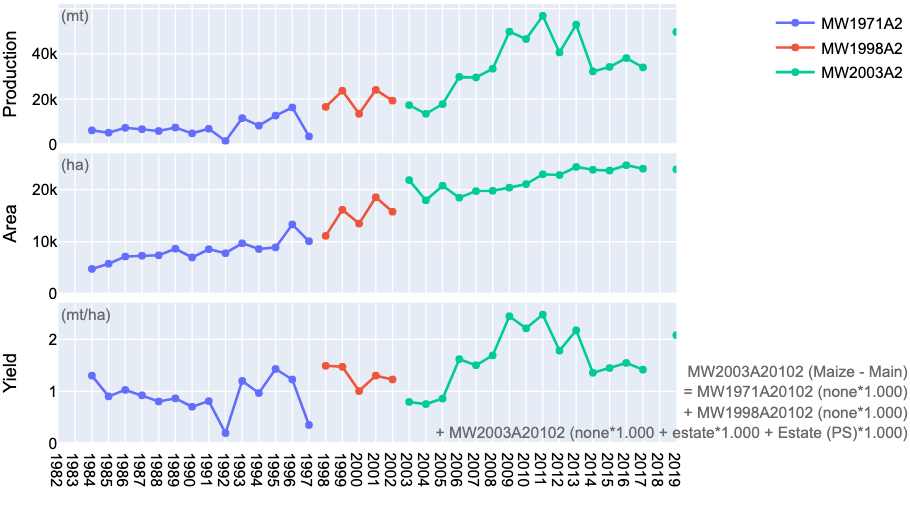 (mt)
Production
40k
20k
0
MW1971A2
MW1998A2
MW2003A2
(ha)
Area
20k
10k
0
(mt/ha)
Yield
2
1
0
MW2003A20102 (Maize - Main)
= MW1971A20102 (none*1.000)
+ MW1998A20102 (none*1.000)
+ MW2003A20102 (none*1.000 + estate*1.000 + Estate (PS)*1.000)
1982
1983
1984
1985
1986
1987
1988
1989
1990
1991
1992
1993
1994
1995
1996
1997
1998
1999
2000
2001
2002
2003
2004
2005
2006
2007
2008
2009
2010
2011
2012
2013
2014
2015
2016
2017
2018
2019